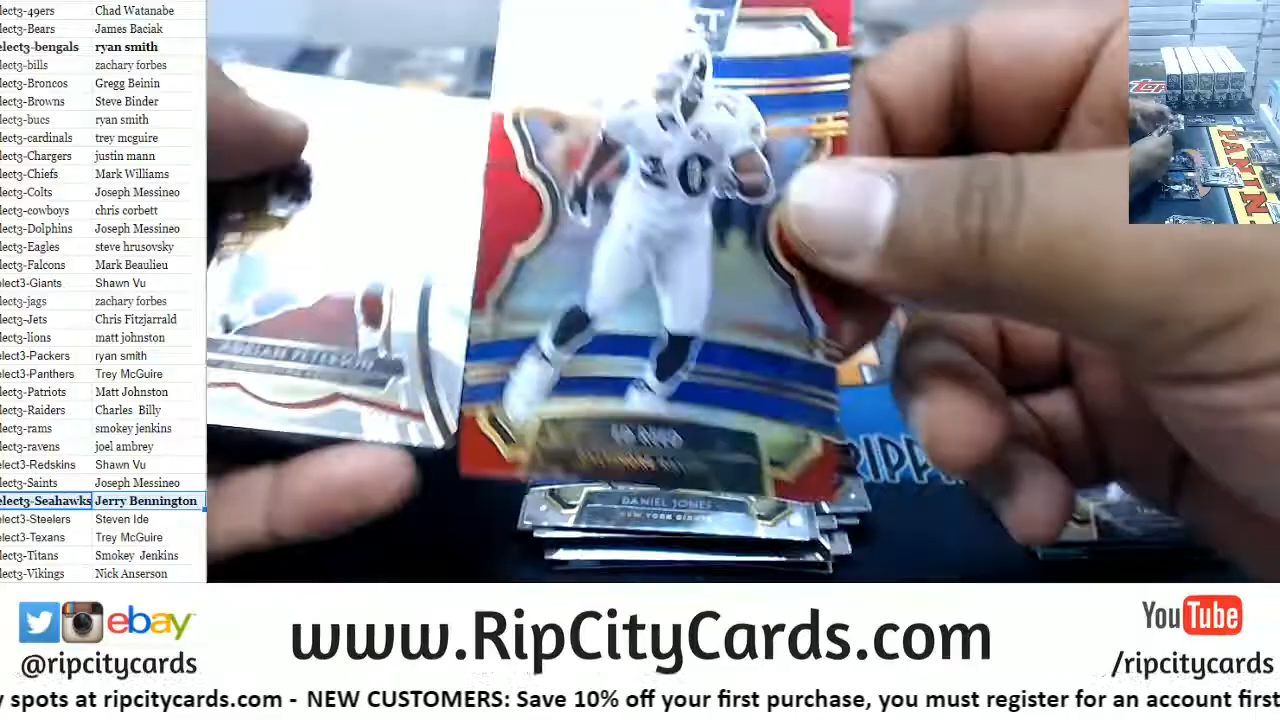 lect3-49ers Chad Watanabe
lect3-Bears James Baciak
elect3-bengals ryan smith
lect3-bills zachary forbes
lect3-Broncos Gregg Beinin
lect3-Browns Steve Binder
lect3-bucs ryan smith
lect3-cardinals trey mcguire
lect3-Chargers justin mann
lect3-Chiefs Mark Williams
lect3-Colts Joseph Messineo
lect3-cowboys chris corbett
lect3-Dolphins Joseph Messineo
lect3-Eagles steve hrusovsky
lect3-Falcons Mark Beaulieu
lect3-Giants Shawn Vu
lect3-jags zachary forbes
lect3-Jets Chris Fitzjarrald
lect3-lions matt johnston
lect3-Packers ryan smith
lect3-Panthers Trey McGuire
lect3-Patriots Matt Johnston
lect3-Raiders Charles Billy
lect3-rams smokey jenkins
lect3-ravens joel ambrey
lect3-Redskins Shawn Vu
lect3-Saints Joseph Messineo
elect3-Seahawks Jerry Bennington
lect3-Steelers Steven Ide
lect3-Texans Trey McGuire
lect3-Titans Smokey Jenkins
lect3-Vikings Nick Anserson
PETERSON
20
DANIEL JONES
NEW YORK GIANTS
RIPP
PANIN
ebay
@ripcitycards
www.RipCityCards.com
YouTube
/ripcitycards
y spots at ripcitycards.com - NEW CUSTOMERS: Save 10% off your first purchase, you must register for an account first